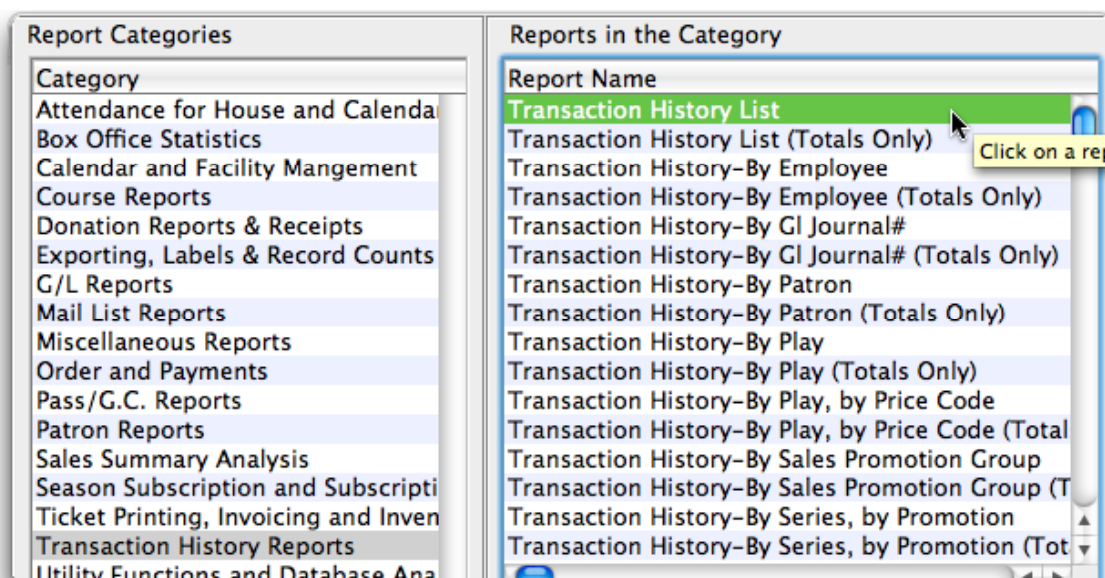 Report Categories
Category
Attendance for House and Calenda
Box Office Statistics
Calendar and Facility Mangement
Course Reports
Donation Reports & Receipts
Exporting, Labels & Record Counts
G/L Reports
Mail List Reports
Miscellaneous Reports
Order and Payments
Pass/G.C. Reports
Patron Reports
Sales Summary Analysis
Season Subscription and Subscripti
Ticket Printing, Invoicing and Inven
Transaction History Reports
Utility Functions and Database Ana
Reports in the Category
Report Name
Transaction History List
Transaction History List (Totals Only)
Click on a rep
Transaction History-By Employee
Transaction History-By Employee (Totals Only)
Transaction History-By Gl Journal#
Transaction History-By Gl Journal# (Totals Only)
Transaction History-By Patron
Transaction History-By Patron (Totals Only)
Transaction History-By Play
Transaction History-By Play (Totals Only)
Transaction History-By Play, by Price Code
Transaction History-By Play, by Price Code (Total
Transaction History-By Sales Promotion Group
Transaction History-By Sales Promotion Group (T
Transaction History-By Series, by Promotion
Transaction History-By Series, by Promotion (Tot